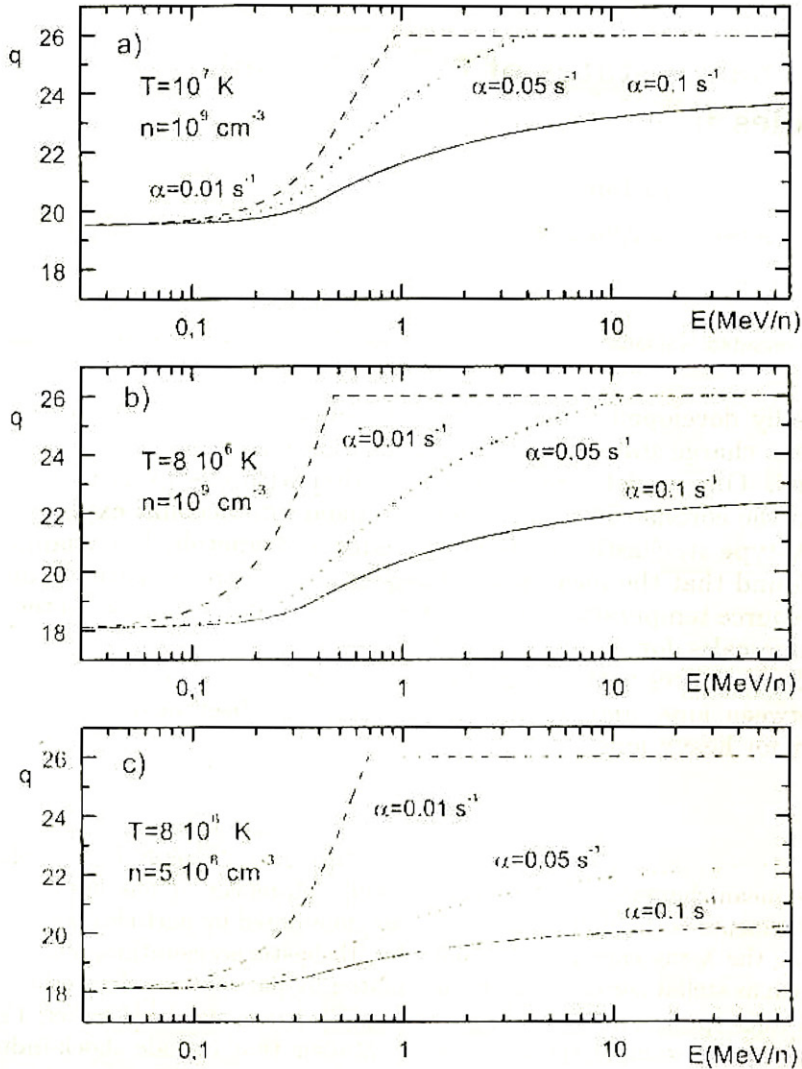 a)
q
26
24
22
20
18
T=10⁷ K
n=10⁹ cm⁻³
α=0.01 s⁻¹
α=0.05 s⁻¹
α=0.1 s⁻¹
0,1
1
10
E(MeV/n)
b)
q
26
24
22
20
18
T=8 10⁶ K
n=10⁹ cm⁻³
α=0.01 s⁻¹
α=0.05 s⁻¹
α=0.1 s⁻¹
0,1
1
10
E(MeV/n)
c)
q
26
24
22
20
18
T=8 10⁶ K
n=5 10⁸ cm⁻³
α=0.01 s⁻¹
α=0.05 s⁻¹
α=0.1 s⁻¹
0,1
1
10
E(MeV/n)